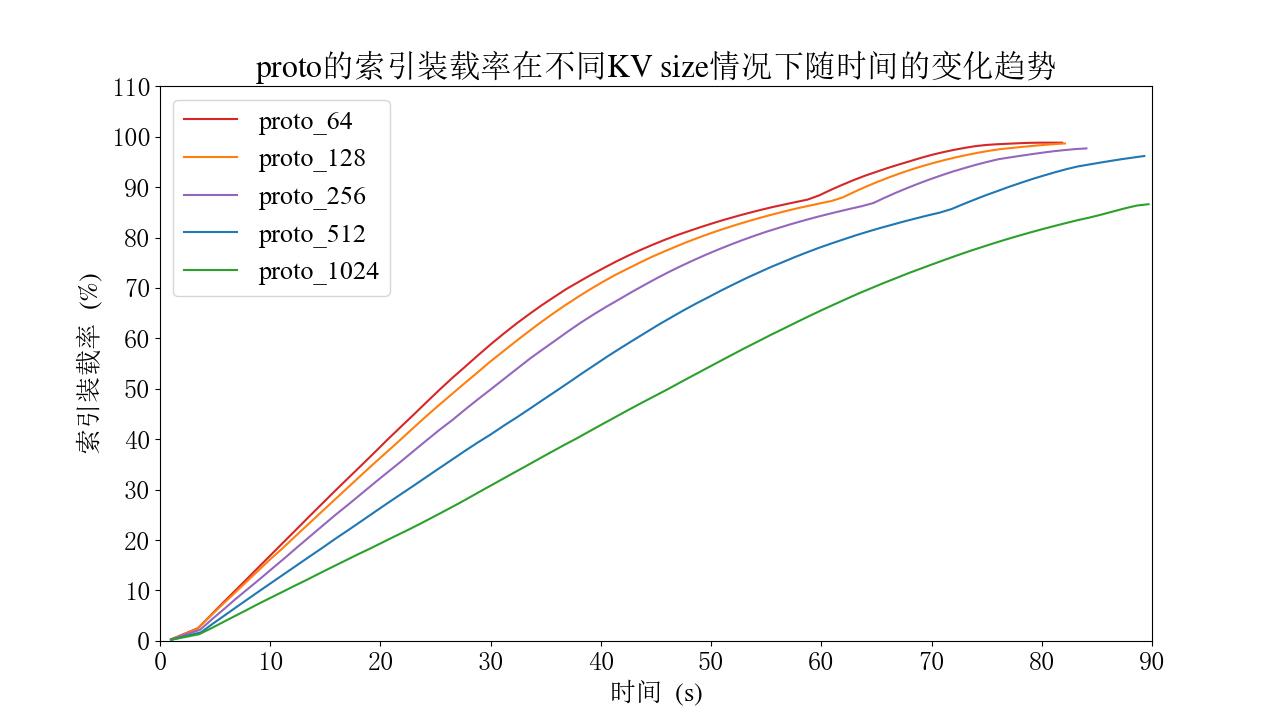 proto的索引装载率在不同KV size情况下随时间的变化趋势
110
100
90
80
70
60
50
40
30
20
10
0
索引装载率 (%)
proto_64
proto_128
proto_256
proto_512
proto_1024
0 10 20 30 40 50 60 70 80 90
时间 (s)